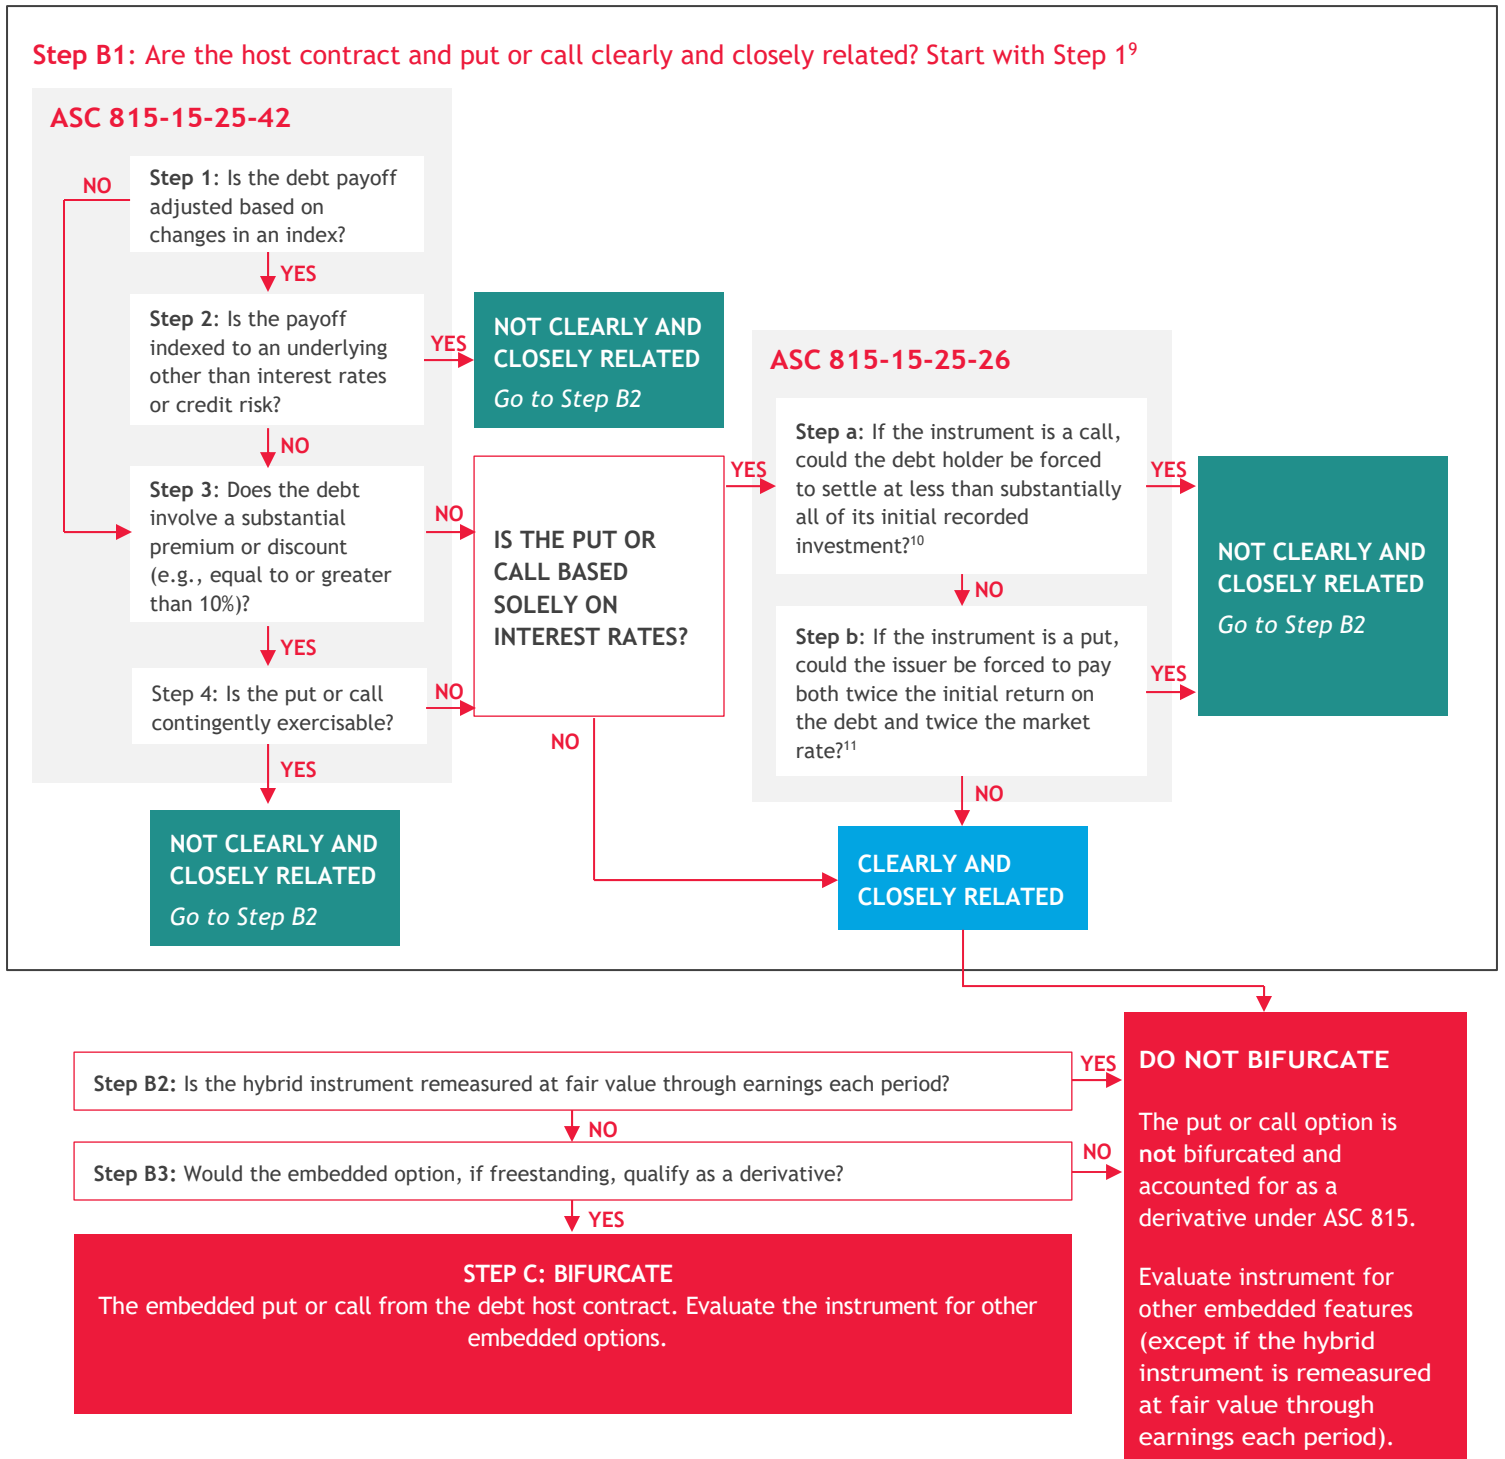 Step B1: Are the host contract and put or call clearly and closely related? Start with Step 1⁹
ASC 815-15-25-42
NO
Step 1: Is the debt payoff
adjusted based on
changes in an index?
YES
Step 2: Is the payoff
indexed to an underlying
other than interest rates
or credit risk?
YES
NOT CLEARLY AND
CLOSELY RELATED
Go to Step B2
NO
Step 3: Does the debt
involve a substantial
premium or discount
(e.g., equal to or greater
than 10%)?
NO
YES
Step 4: Is the put or call
contingently exercisable?
NO
YES
NOT CLEARLY AND
CLOSELY RELATED
Go to Step B2
IS THE PUT OR
CALL BASED
SOLELY ON
INTEREST RATES?
YES
NO
ASC 815-15-25-26
Step a: If the instrument is a call,
could the debt holder be forced
to settle at less than substantially
all of its initial recorded
investment?¹⁰
YES
NO
Step b: If the instrument is a put,
could the issuer be forced to pay
both twice the initial return on
the debt and twice the market
rate?¹¹
YES
NO
NOT CLEARLY AND
CLOSELY RELATED
Go to Step B2
CLEARLY AND
CLOSELY RELATED
Step B2: Is the hybrid instrument remeasured at fair value through earnings each period?
YES
NO
Step B3: Would the embedded option, if freestanding, qualify as a derivative?
NO
YES
STEP C: BIFURCATE
The embedded put or call from the debt host contract. Evaluate the instrument for other
embedded options.
DO NOT BIFURCATE
The put or call option is
not bifurcated and
accounted for as a
derivative under ASC 815.
Evaluate instrument for
other embedded features
(except if the hybrid
instrument is remeasured
at fair value through
earnings each period).